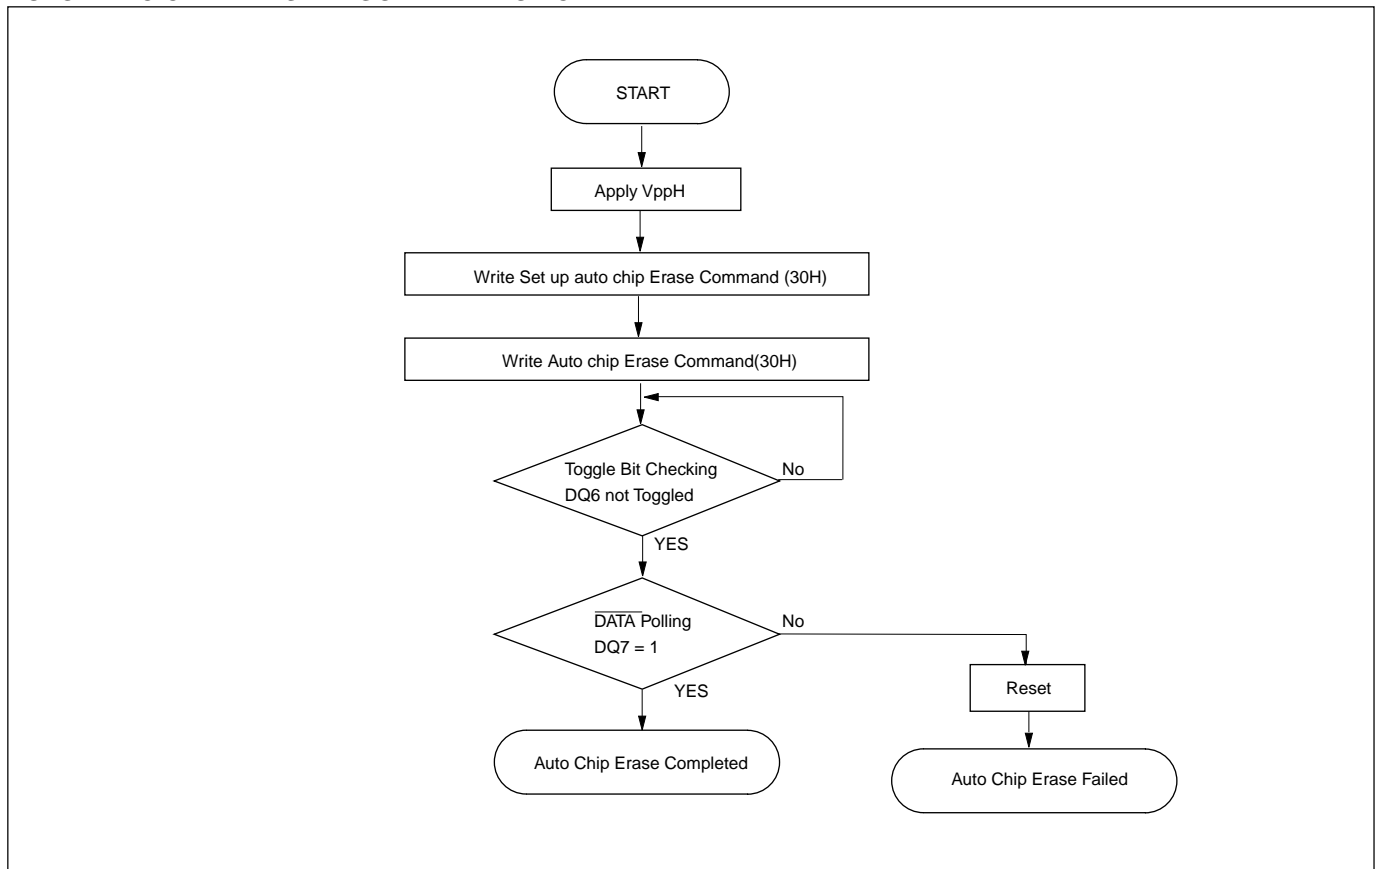 START
Apply VppH
Write Set up auto chip Erase Command (30H)
Write Auto chip Erase Command(30H)
Toggle Bit Checking
DQ6 not Toggled
No
YES
DATA Polling
DQ7 = 1
No
YES
Reset
Auto Chip Erase Completed
Auto Chip Erase Failed